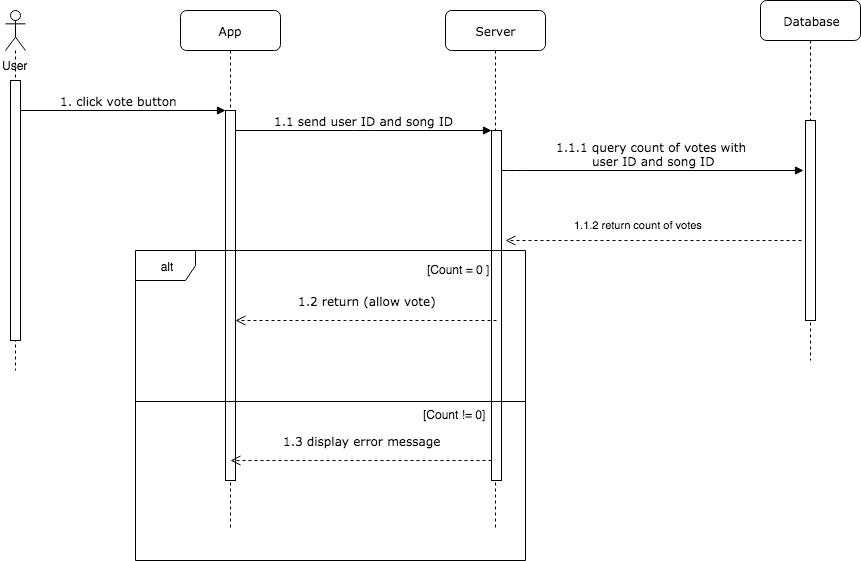 App
Server
Database
User
1. click vote button
1.1 send user ID and song ID
1.1.1 query count of votes with
user ID and song ID
1.1.2 return count of votes
alt
[Count = 0 ]
1.2 return (allow vote)
[Count != 0]
1.3 display error message